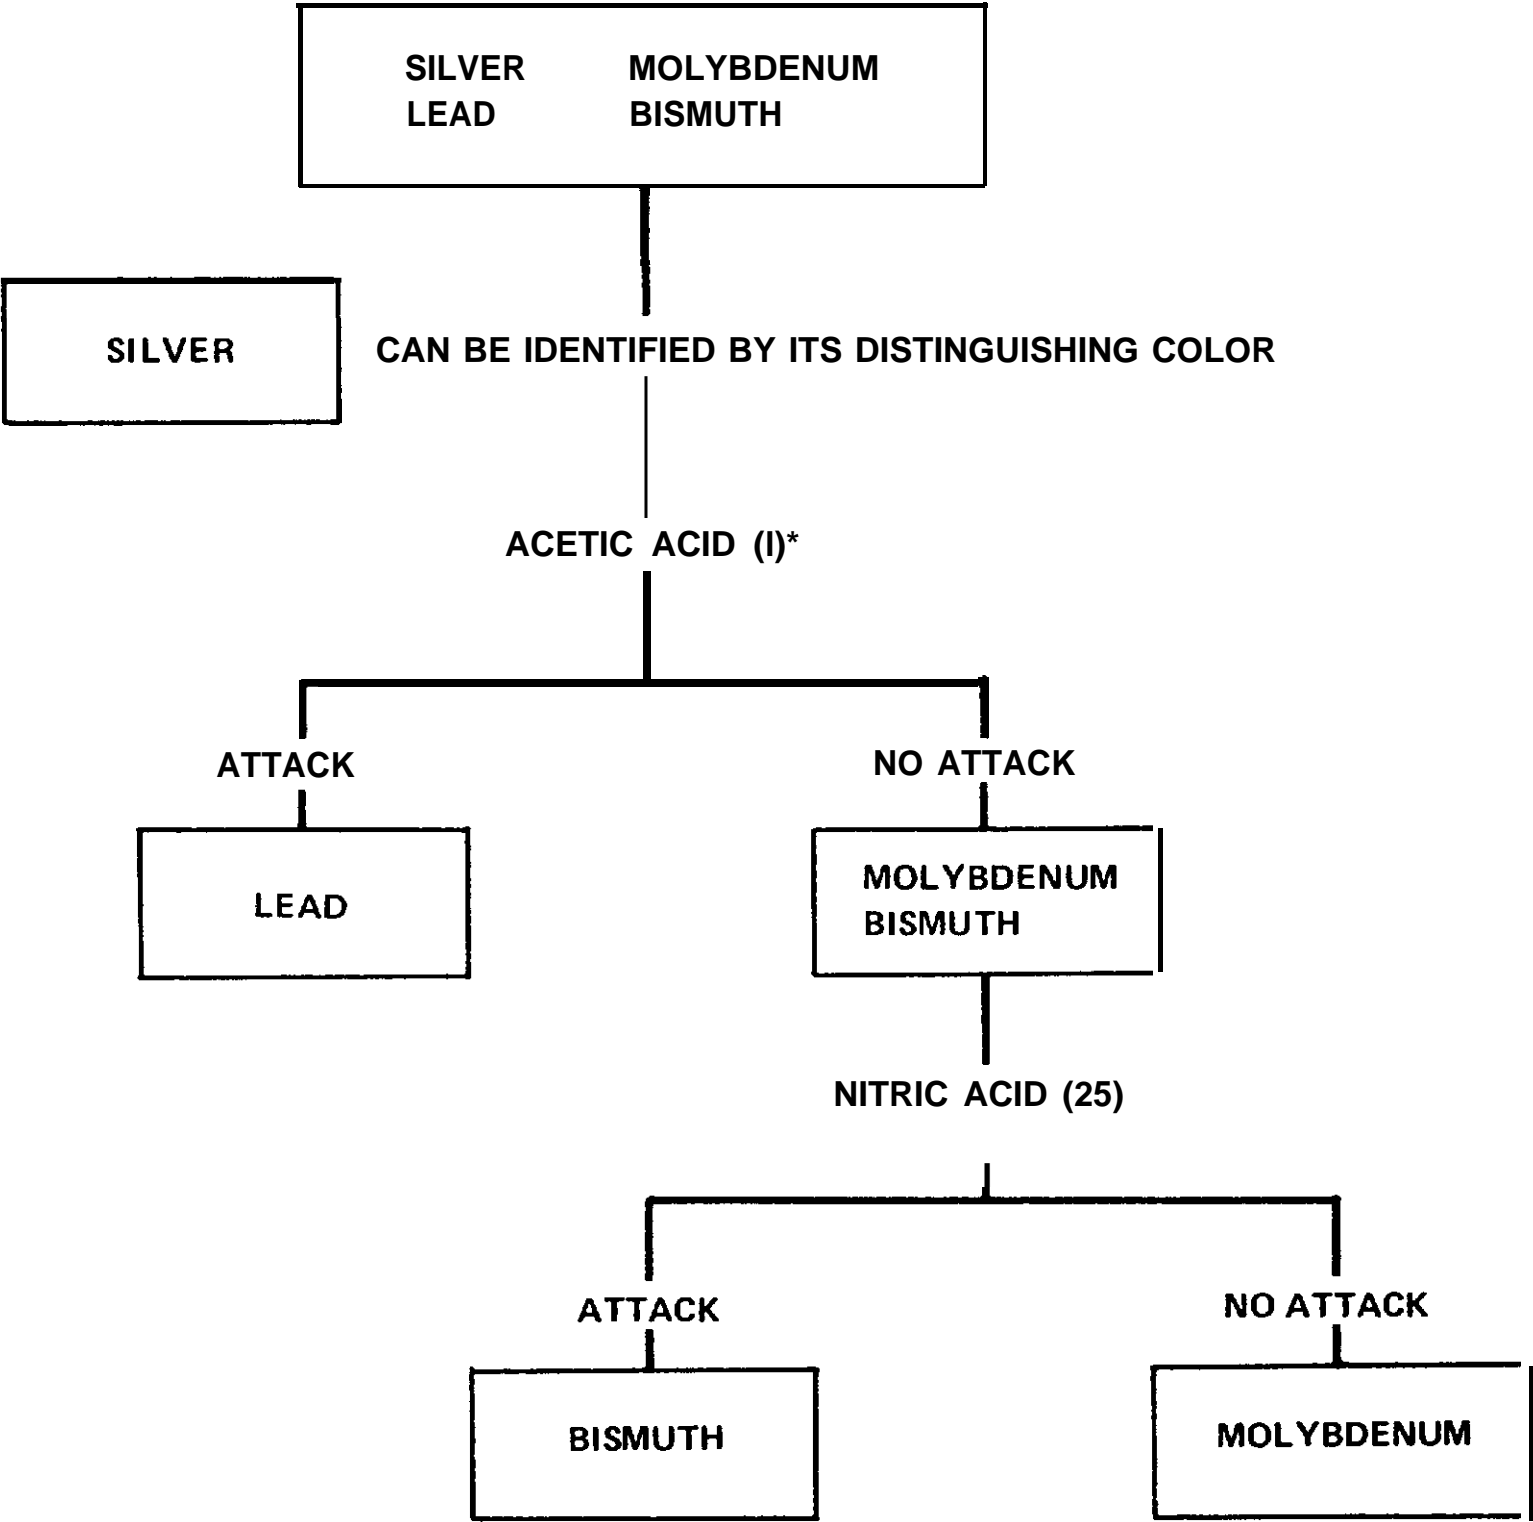 SILVER MOLYBDENUM
LEAD BISMUTH
SILVER CAN BE IDENTIFIED BY ITS DISTINGUISHING COLOR
ACETIC ACID (I)*
ATTACK NO ATTACK
LEAD
MOLYBDENUM
BISMUTH
NITRIC ACID (25)
ATTACK NO ATTACK
BISMUTH MOLYBDENUM